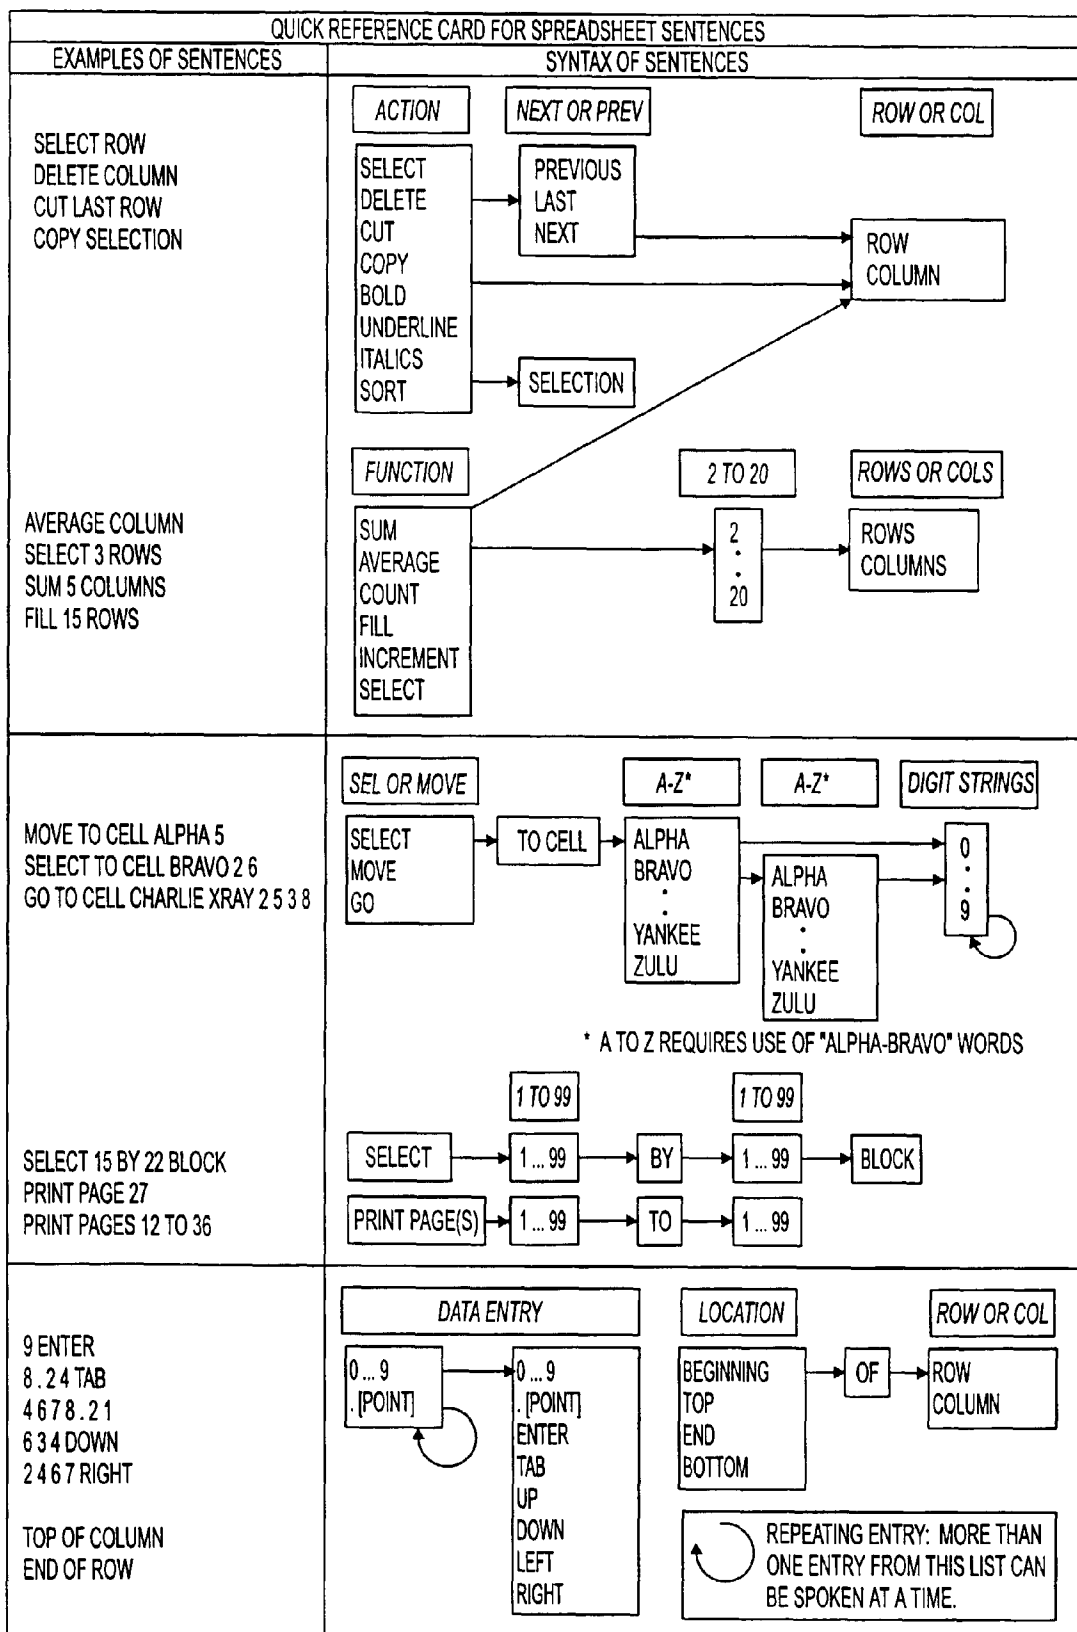 QUICK REFERENCE CARD FOR SPREADSHEET SENTENCES
EXAMPLES OF SENTENCES
SYNTAX OF SENTENCES
SELECT ROW
DELETE COLUMN
CUT LAST ROW
COPY SELECTION
ACTION
NEXT OR PREV
ROW OR COL
SELECT
DELETE
CUT
COPY
BOLD
UNDERLINE
ITALICS
SORT
PREVIOUS
LAST
NEXT
SELECTION
ROW
COLUMN
AVERAGE COLUMN
SELECT 3 ROWS
SUM 5 COLUMNS
FILL 15 ROWS
FUNCTION
2 TO 20
ROWS OR COLS
SUM
AVERAGE
COUNT
FILL
INCREMENT
SELECT
2
.
.
20
ROWS
COLUMNS
MOVE TO CELL ALPHA 5
SELECT TO CELL BRAVO 2 6
GO TO CELL CHARLIE XRAY 2 5 3 8
SEL OR MOVE
A-Z*
A-Z*
DIGIT STRINGS
SELECT
MOVE
GO
TO CELL
ALPHA
BRAVO
.
.
YANKEE
ZULU
ALPHA
BRAVO
.
.
YANKEE
ZULU
0
.
.
9
* A TO Z REQUIRES USE OF "ALPHA-BRAVO" WORDS
SELECT 15 BY 22 BLOCK
PRINT PAGE 27
PRINT PAGES 12 TO 36
1 TO 99
1 TO 99
SELECT
1 ... 99
BY
1 ... 99
BLOCK
PRINT PAGE(S)
1 ... 99
TO
1 ... 99
9 ENTER
8 . 2 4 TAB
4 6 7 8 . 2 1
6 3 4 DOWN
2 4 6 7 RIGHT
TOP OF COLUMN
END OF ROW
DATA ENTRY
LOCATION
ROW OR COL
0 ... 9
. [POINT]
0 ... 9
. [POINT]
ENTER
TAB
UP
DOWN
LEFT
RIGHT
BEGINNING
TOP
END
BOTTOM
OF
ROW
COLUMN
REPEATING ENTRY: MORE THAN
ONE ENTRY FROM THIS LIST CAN
BE SPOKEN AT A TIME.